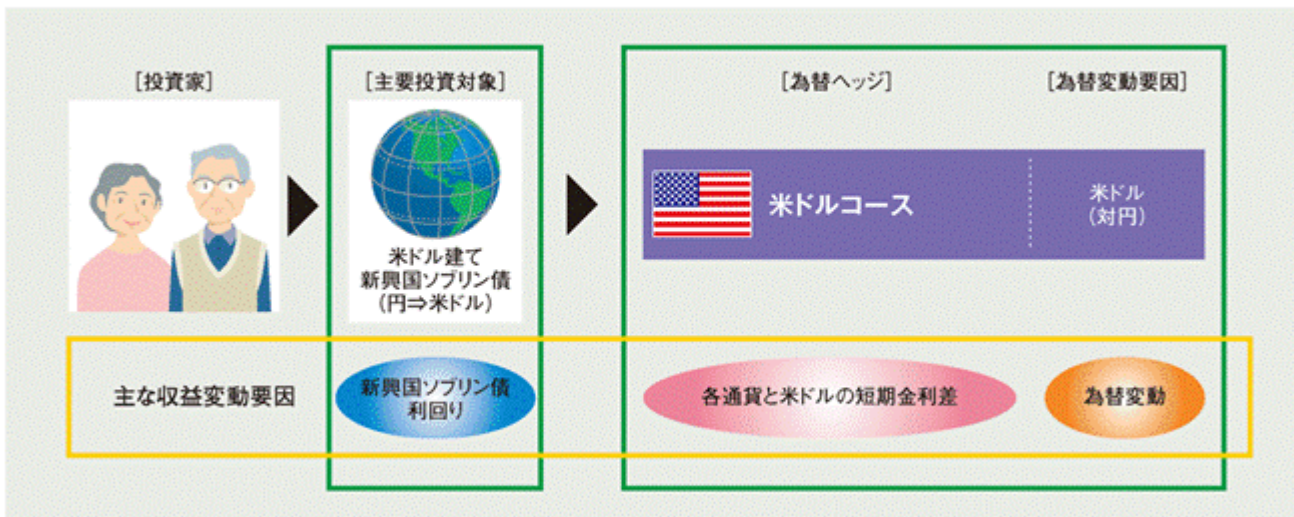 [投資家]
[主要投資対象]
[為替ヘッジ]
[為替変動要因]
米ドル建て
新興国ソブリン債
(円⇒米ドル)
米ドルコース
米ドル
(対円)
主な収益変動要因
新興国ソブリン債
利回り
各通貨と米ドルの短期金利差
為替変動